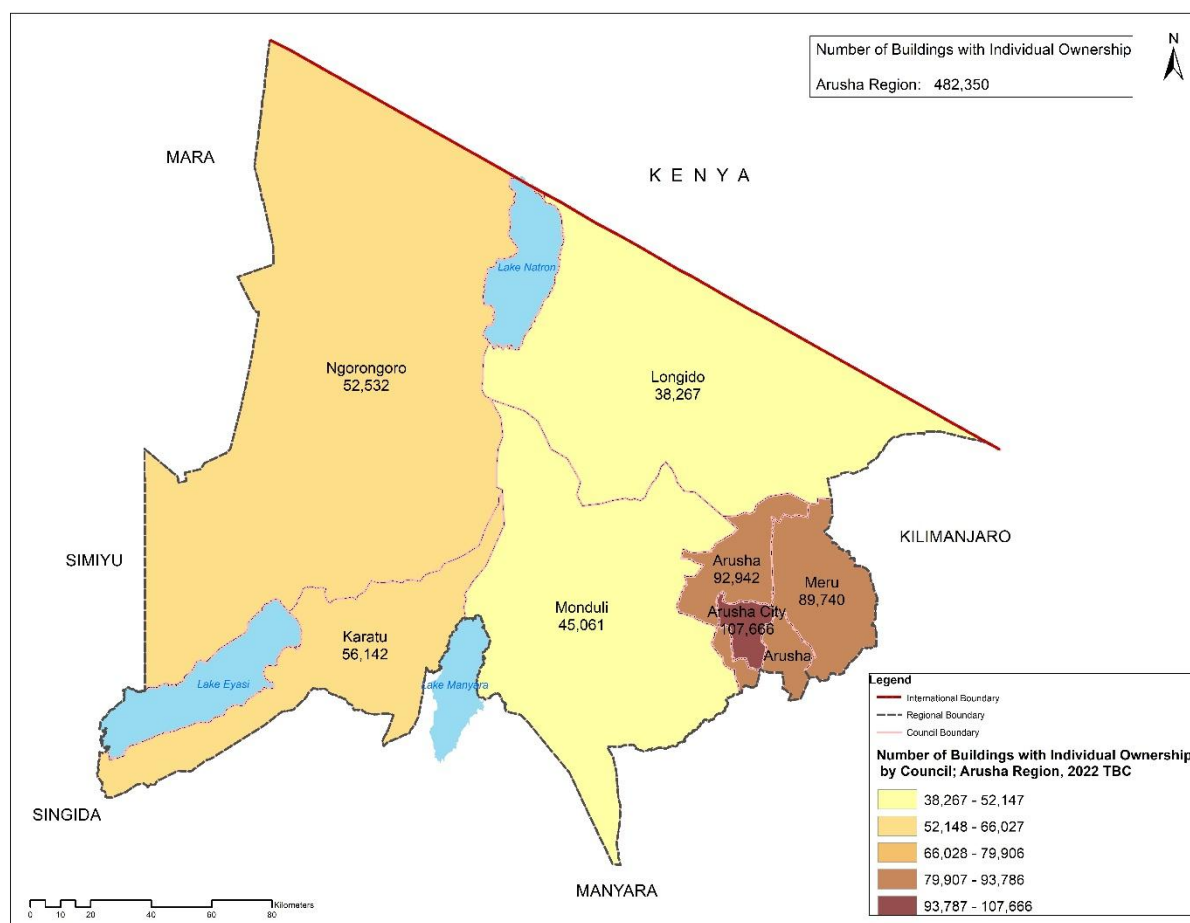 Number of Buildings with Individual Ownership
Arusha Region: 482,350
N
MARA
K E N Y A
Lake Natron
Ngorongoro
52,532
Longido
38,267
KILIMANJARO
SIMIYU
Arusha
92,942
Meru
89,740
Arusha City
107,666
Arusha
Monduli
45,061
Karatu
56,142
Lake Eyasi
Lake Manyara
SINGIDA
MANYARA
0 5 10 20 40 60 80
Kilometers
Legend
International Boundary
Regional Boundary
Council Boundary
Number of Buildings with Individual Ownership
by Council; Arusha Region, 2022 TBC
38,267 - 52,147
52,148 - 66,027
66,028 - 79,906
79,907 - 93,786
93,787 - 107,666